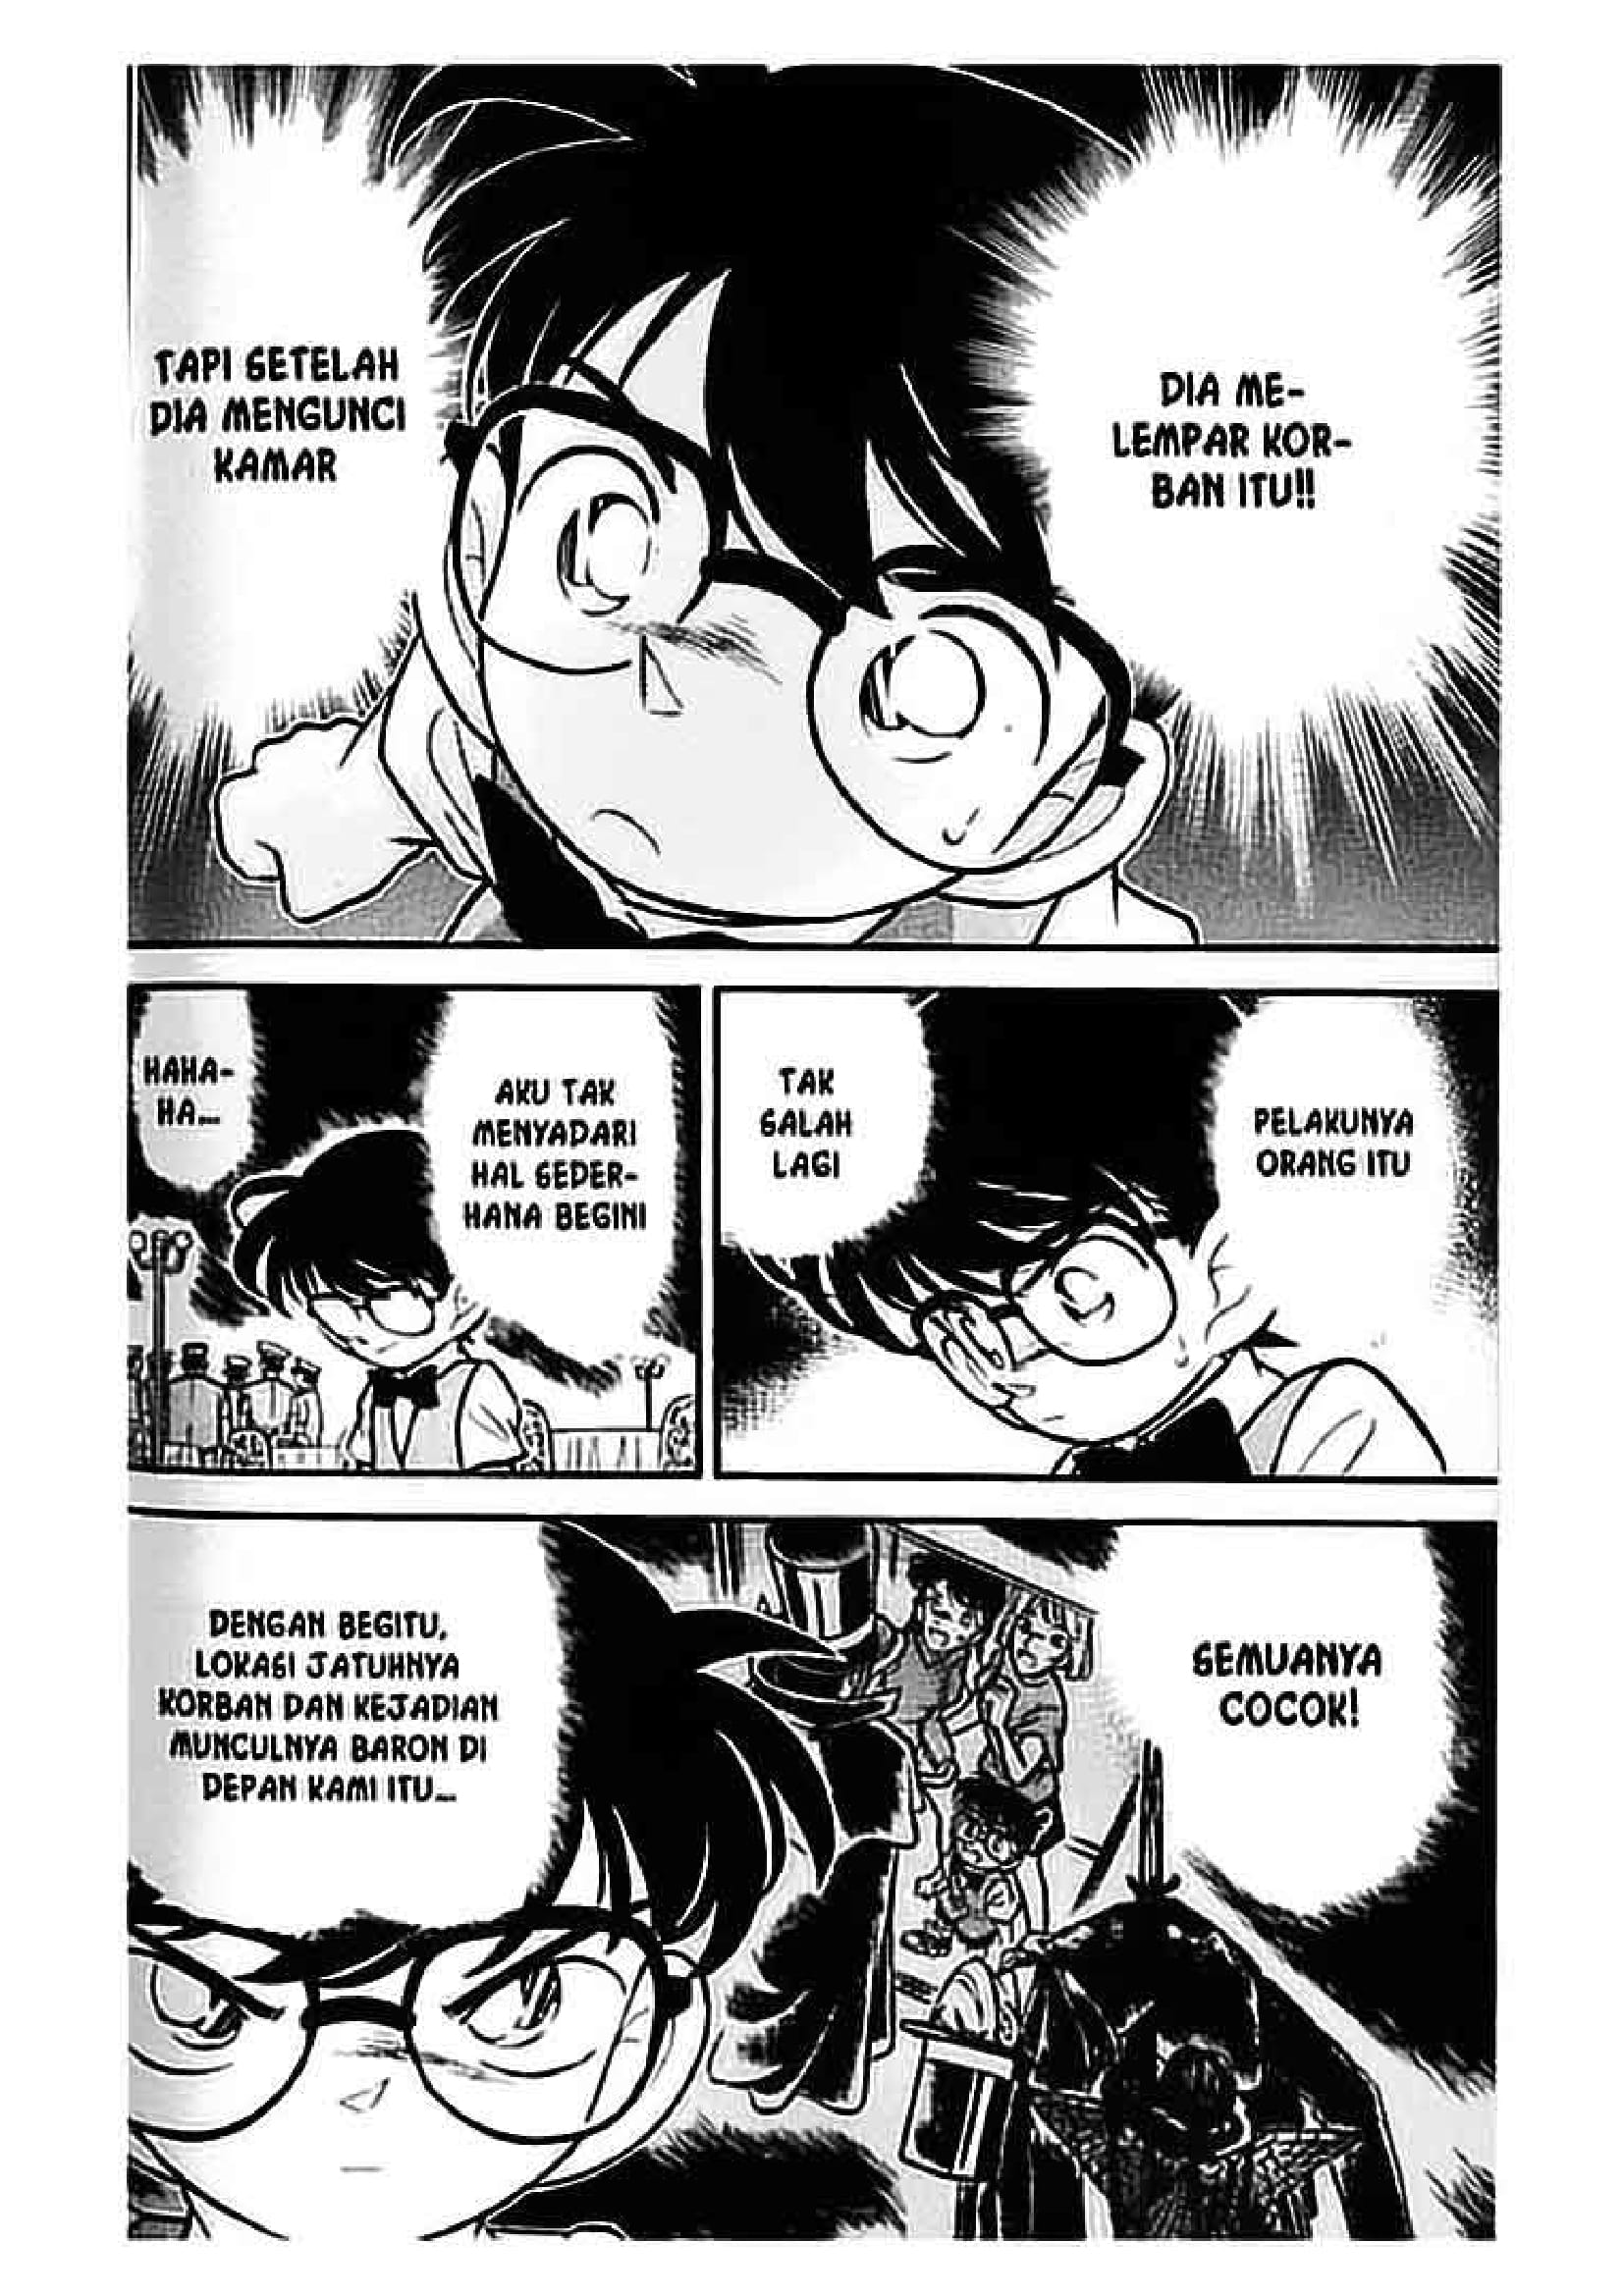 DIA ME-
LEMPAR KOR-
BAN ITU!!
TAPI SETELAH
DIA MENGUNCI
KAMAR
PELAKUNYA
ORANG ITU
TAK
SALAH
LAGI
AKU TAK
MENYADARI
HAL SEDER-
HANA BEGINI
HAHA-
HA...
SEMUANYA
COCOK!
DENGAN BEGITU,
LOKASI JATUHNYA
KORBAN DAN KEJADIAN
MUNCULNYA BARON DI
DEPAN KAMI ITU...